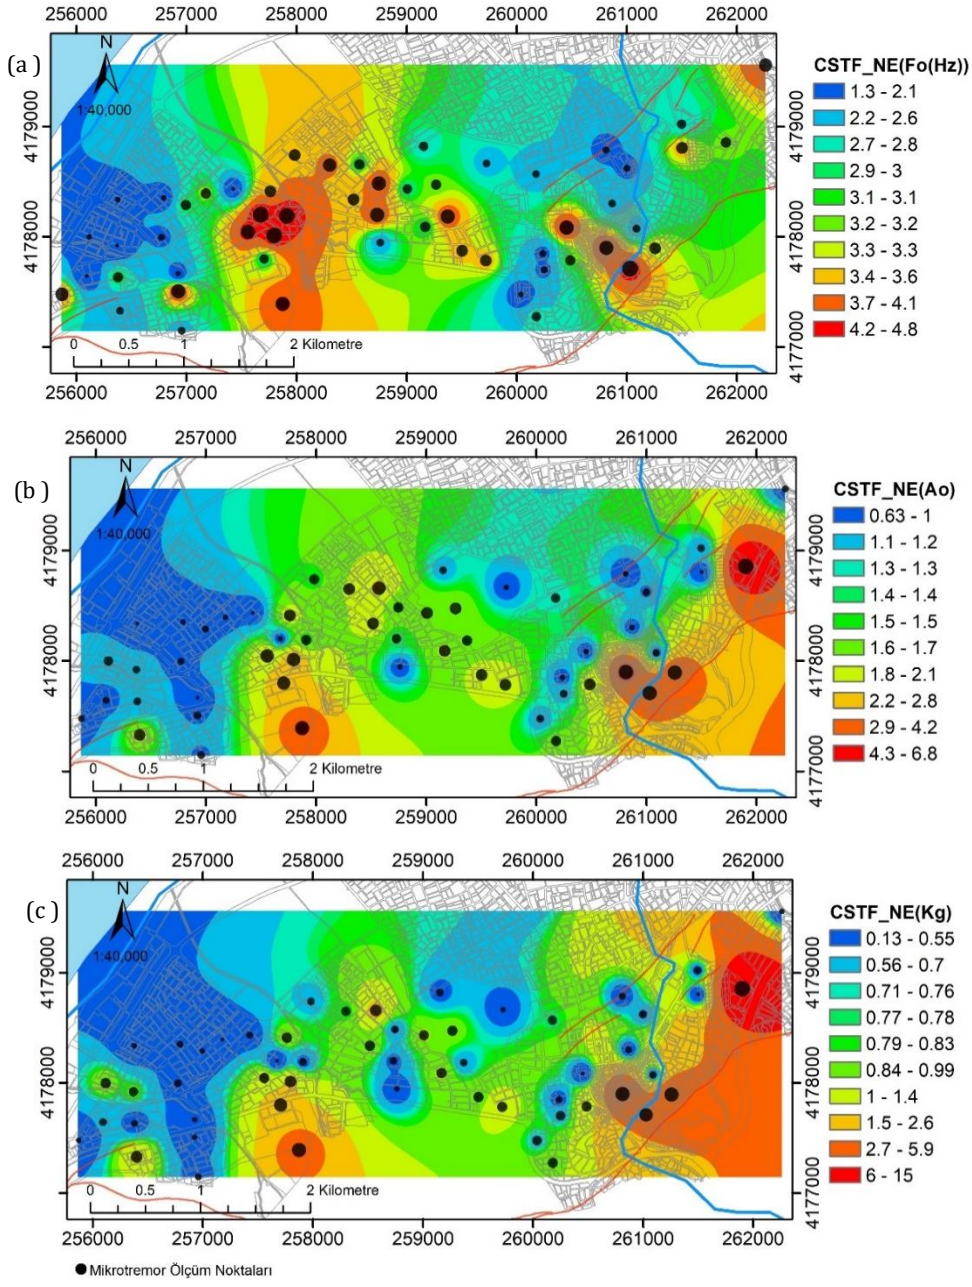 256000 257000 258000 259000 260000 261000 262000
(a )
N
1:40,000
4179000
4178000
4177000
4179000
4178000
4177000
0 0.5 1 2 Kilometre
256000 257000 258000 259000 260000 261000 262000
CSTF_NE(Fo(Hz))
1.3 - 2.1
2.2 - 2.6
2.7 - 2.8
2.9 - 3
3.1 - 3.1
3.2 - 3.2
3.3 - 3.3
3.4 - 3.6
3.7 - 4.1
4.2 - 4.8
256000 257000 258000 259000 260000 261000 262000
(b )
N
1:40,000
4179000
4178000
4177000
4179000
4178000
4177000
0 0.5 1 2 Kilometre
256000 257000 258000 259000 260000 261000 262000
CSTF_NE(Ao)
0.63 - 1
1.1 - 1.2
1.3 - 1.3
1.4 - 1.4
1.5 - 1.5
1.6 - 1.7
1.8 - 2.1
2.2 - 2.8
2.9 - 4.2
4.3 - 6.8
256000 257000 258000 259000 260000 261000 262000
(c )
N
1:40,000
4179000
4178000
4177000
4179000
4178000
4177000
0 0.5 1 2 Kilometre
256000 257000 258000 259000 260000 261000 262000
CSTF_NE(Kg)
0.13 - 0.55
0.56 - 0.7
0.71 - 0.76
0.77 - 0.78
0.79 - 0.83
0.84 - 0.99
1 - 1.4
1.5 - 2.6
2.7 - 5.9
6 - 15
Mikrotremor Ölçüm Noktaları